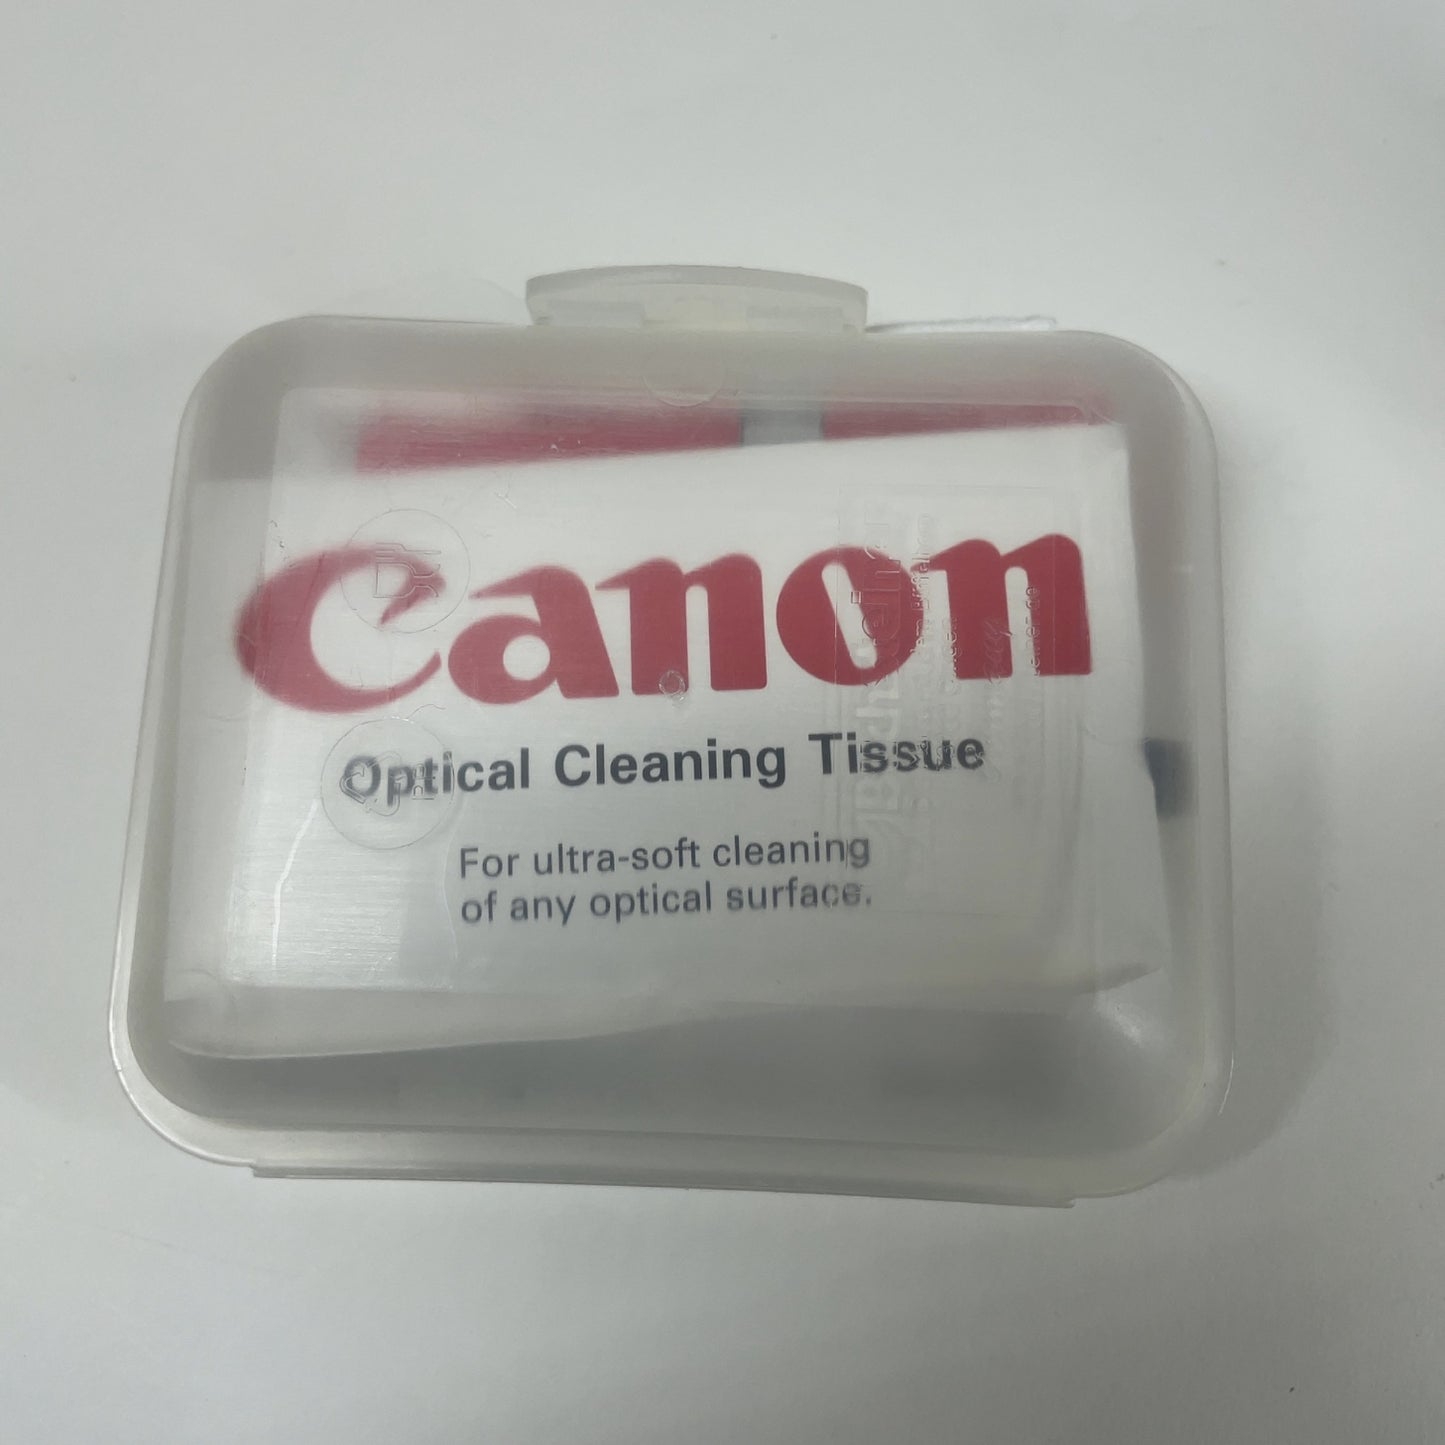 Canon
Optical Cleaning Tissue
For ultra-soft cleaning
of any optical surface.